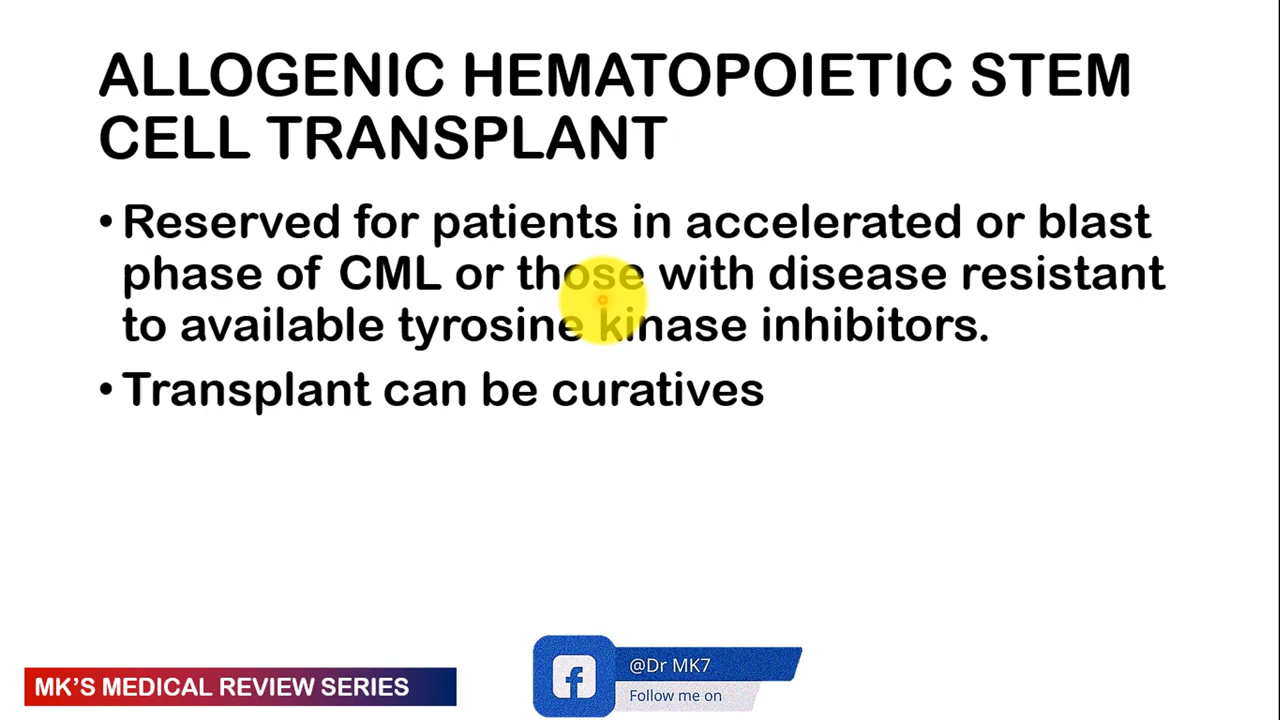 ALLOGENIC HEMATOPOIETIC STEM
CELL TRANSPLANT
• Reserved for patients in accelerated or blast
phase of CML or those with disease resistant
to available tyrosine kinase inhibitors.
• Transplant can be curatives
MK'S MEDICAL REVIEW SERIES
@Dr MK7
Follow me on